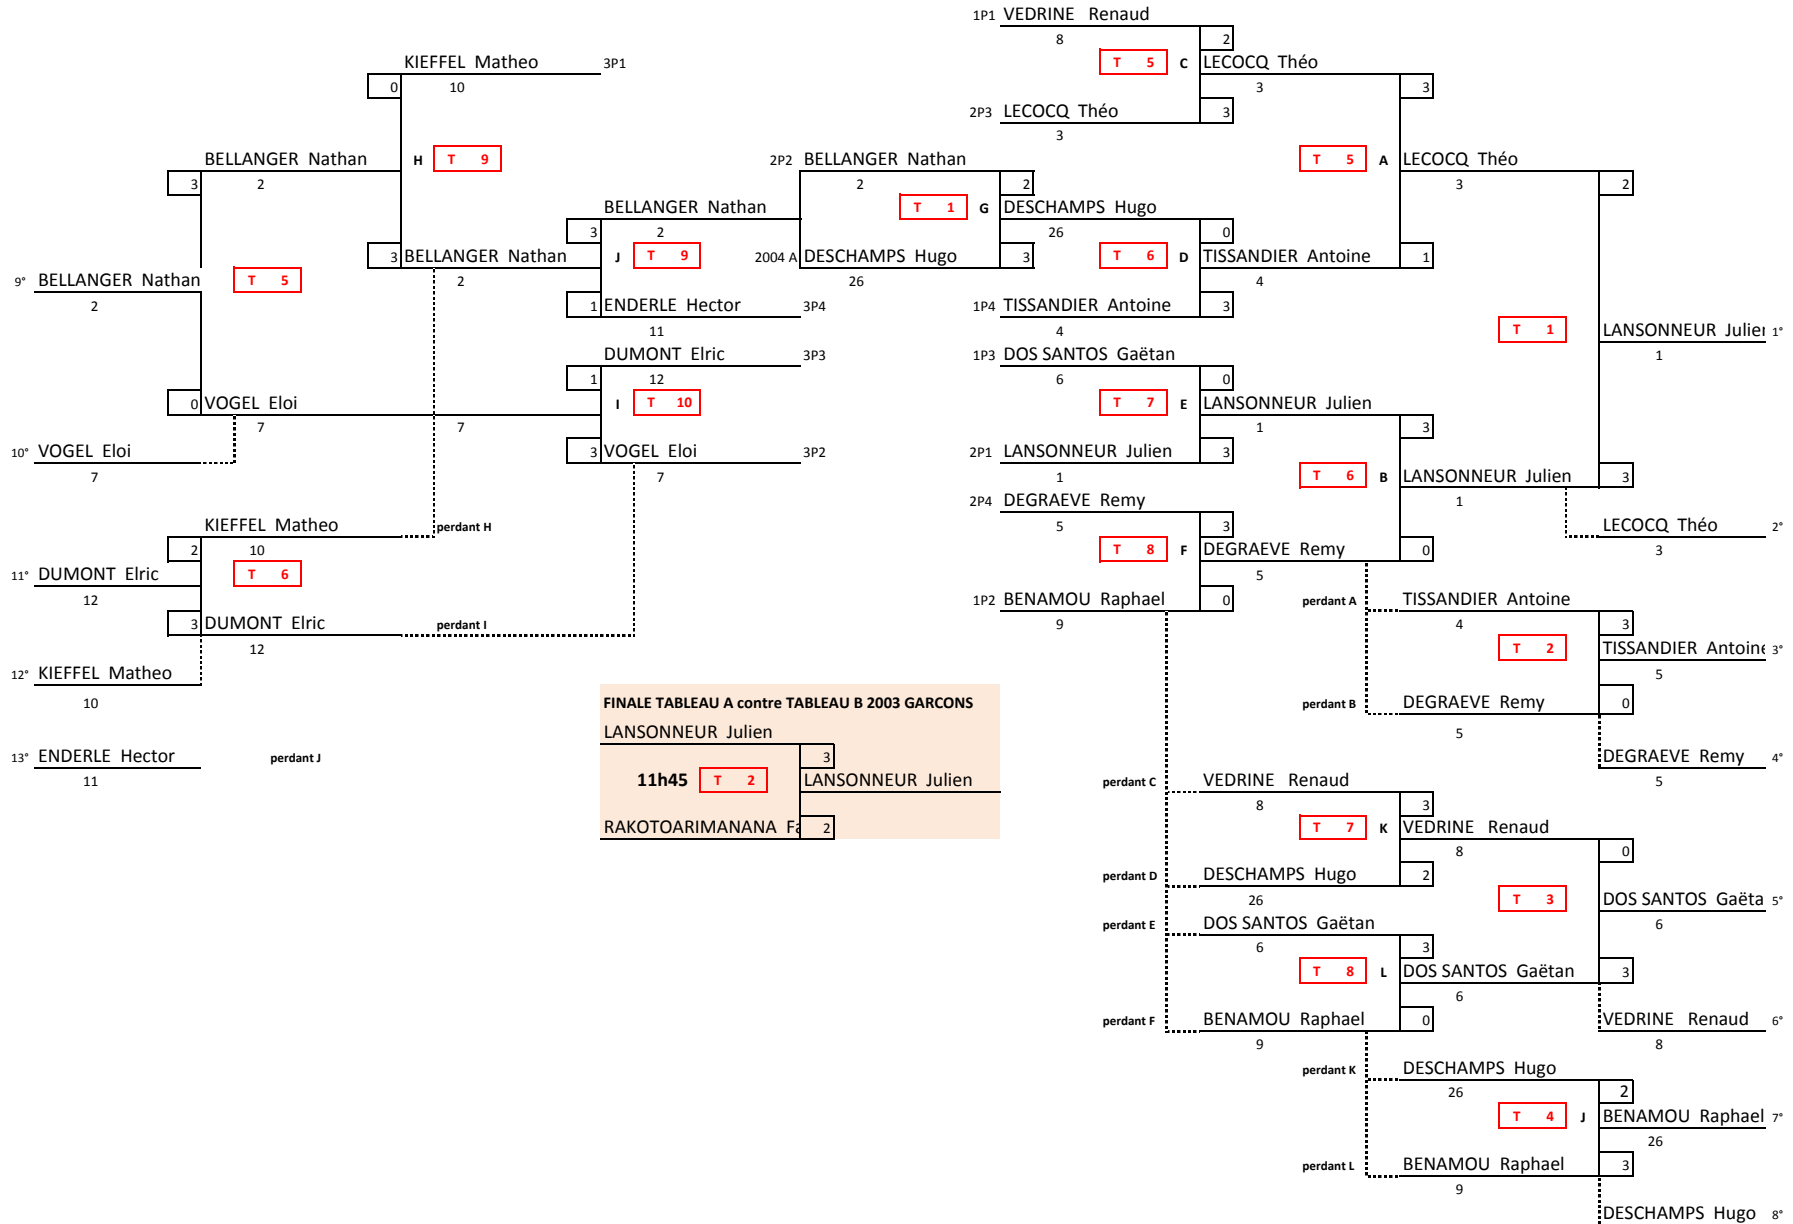 1P1 VEDRINE Renaud
8 2
KIEFFEL Matheo 3P1 T 5 C LECOCQ Théo
0 10 3 3
2P3 LECOCQ Théo 3
3
BELLANGER Nathan H T 9 2P2 BELLANGER Nathan T 5 A LECOCQ Théo
3 2 2 2 3 2
BELLANGER Nathan T 1 G DESCHAMPS Hugo
3 2 26 0
3 BELLANGER Nathan J T 9 2004 A DESCHAMPS Hugo 3 T 6 D TISSANDIER Antoine 1
9° BELLANGER Nathan T 5 2 26 4
2 1 ENDERLE Hector 3P4 1P4 TISSANDIER Antoine 3
11 4 T 1 LANSONNEUR Julier 1°
DUMONT Elric 3P3 1P3 DOS SANTOS Gaëtan 1
1 12 6 0
0 VOGEL Eloi I T 10 T 7 E LANSONNEUR Julien
7 7 1 3
10° VOGEL Eloi 3 VOGEL Eloi 3P2 2P1 LANSONNEUR Julien 3
7 7 1 T 6 B LANSONNEUR Julien 3
2P4 DEGRAEVE Remy 1
KIEFFEL Matheo perdant H 5 3 LECOCQ Théo 2°
2 10 T 8 F DEGRAEVE Remy 0 3
11° DUMONT Elric T 6 5
12 1P2 BENAMOU Raphael 0 perdant A TISSANDIER Antoine
3 DUMONT Elric perdant I 9 4 3
12 T 2 TISSANDIER Antoine 3°
12° KIEFFEL Matheo 5
10 FINALE TABLEAU A contre TABLEAU B 2003 GARCONS perdant B DEGRAEVE Remy 0
LANSONNEUR Julien 5
13° ENDERLE Hector perdant J 3 DEGRAEVE Remy 4°
11 11h45 T 2 LANSONNEUR Julien perdant C VEDRINE Renaud 5
8 3
RAKOTOARIMANANA Fa 2 T 7 K VEDRINE Renaud
8 0
perdant D DESCHAMPS Hugo 2
26 T 3 DOS SANTOS Gaëta 5°
perdant E DOS SANTOS Gaëtan 6
6 3
T 8 L DOS SANTOS Gaëtan 3
6
perdant F BENAMOU Raphael 0 VEDRINE Renaud 6°
9 8
perdant K DESCHAMPS Hugo
26 2
T 4 J BENAMOU Raphael 7°
26
perdant L BENAMOU Raphael 3
9
DESCHAMPS Hugo 8°